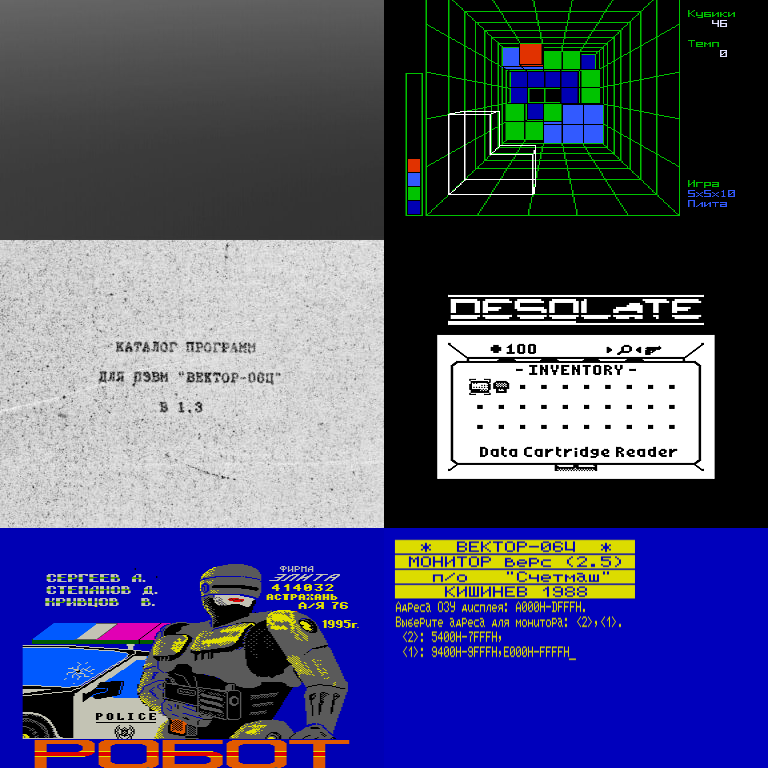 Кубики
46
Темп
0
Игра
5x5x10
Плита
КАТАЛОГ ПРОГРАММ
ДЛЯ ПЭВМ "ВЕКТОР-06Ц"
В 1.3
DESOLATE
100
- INVENTORY -
Data Cartridge Reader
СЕРГЕЕВ А.
СТЕПАНОВ Д.
КРИВЦОВ В.
ФИРМА
ЭЛИТА
414032
АСТРАХАНЬ
А/Я 76
1995г.
POLICE
РОБОТ
* ВЕКТОР-06Ц *
МОНИТОР ВеРс (2.5)
п/о "Счетмаш"
КИШИНЕВ 1988
АдРеса ОЗУ дисплея: A000H-DFFFH.
ВыбеРите адРеса для монитоРа: <2>,<1>.
<2>: 5400H-7FFFH,
<1>: 9400H-9FFFH,E000H-FFFFH_